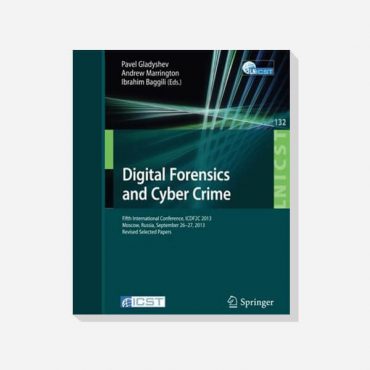 Pavel Gladyshev
Andrew Marrington
Ibrahim Baggili (Eds.)
ICST
132
LNICST
Digital Forensics
and Cyber Crime
Fifth International Conference, ICDF2C 2013
Moscow, Russia, September 26–27, 2013
Revised Selected Papers
ICST
Springer